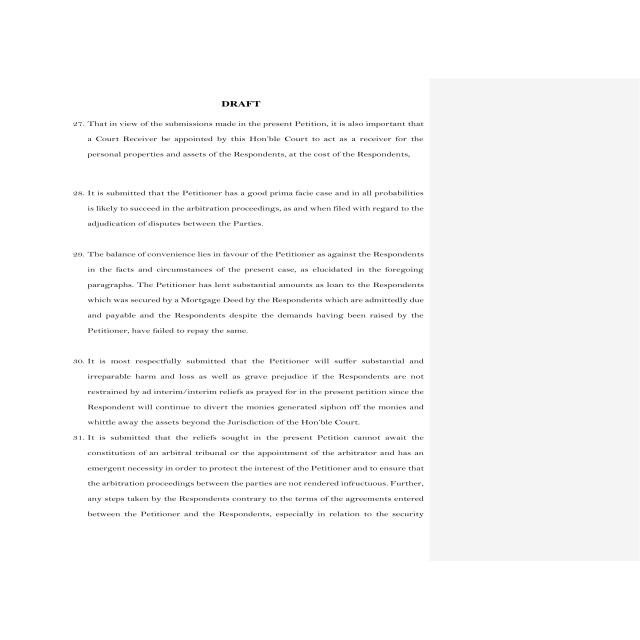 DRAFT
27. That in view of the submissions made in the present Petition, it is also important that
a Court Receiver be appointed by this Hon'ble Court to act as a receiver for the
personal properties and assets of the Respondents, at the cost of the Respondents,
28. It is submitted that the Petitioner has a good prima facie case and in all probabilities
is likely to succeed in the arbitration proceedings, as and when filed with regard to the
adjudication of disputes between the Parties.
29. The balance of convenience lies in favour of the Petitioner as against the Respondents
in the facts and circumstances of the present case, as elucidated in the foregoing
paragraphs. The Petitioner has lent substantial amounts as loan to the Respondents
which was secured by a Mortgage Deed by the Respondents which are admittedly due
and payable and the Respondents despite the demands having been raised by the
Petitioner, have failed to repay the same.
30. It is most respectfully submitted that the Petitioner will suffer substantial and
irreparable harm and loss as well as grave prejudice if the Respondents are not
restrained by ad interim/interim reliefs as prayed for in the present petition since the
Respondent will continue to divert the monies generated siphon off the monies and
whittle away the assets beyond the Jurisdiction of the Hon'ble Court.
31. It is submitted that the reliefs sought in the present Petition cannot await the
constitution of an arbitral tribunal or the appointment of the arbitrator and has an
emergent necessity in order to protect the interest of the Petitioner and to ensure that
the arbitration proceedings between the parties are not rendered infructuous. Further,
any steps taken by the Respondents contrary to the terms of the agreements entered
between the Petitioner and the Respondents, especially in relation to the security